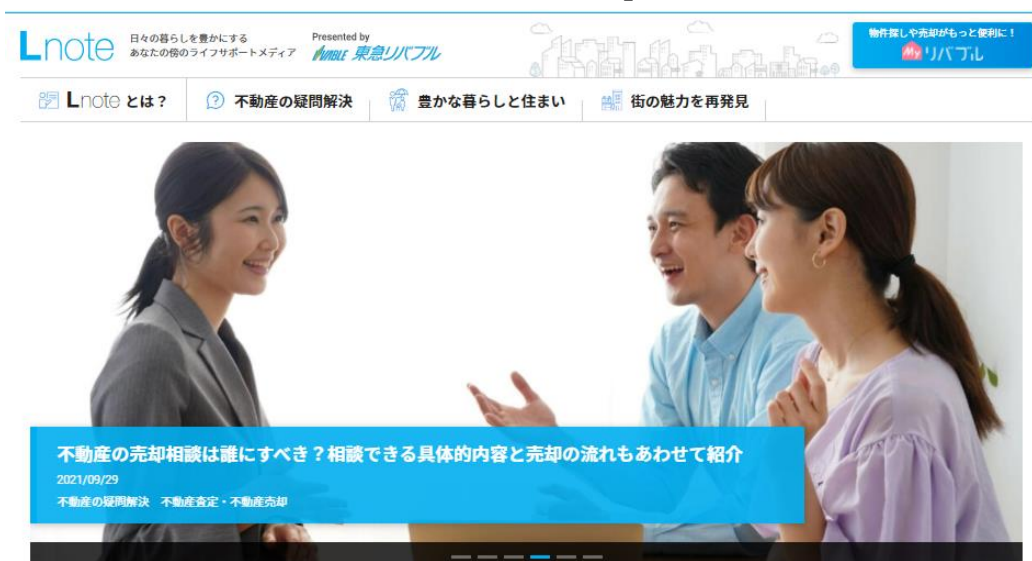 Lnote
日々の暮らしを豊かにする
あなたの傍のライフサポートメディア
Presented by
LIVABLE 東急リバブル
物件探しや売却がもっと便利に！
My リバブル
Lnote とは？
不動産の疑問解決
豊かな暮らしと住まい
街の魅力を再発見
不動産の売却相談は誰にすべき？相談できる具体的内容と売却の流れもあわせて紹介
2021/09/29
不動産の疑問解決 不動産査定・不動産売却